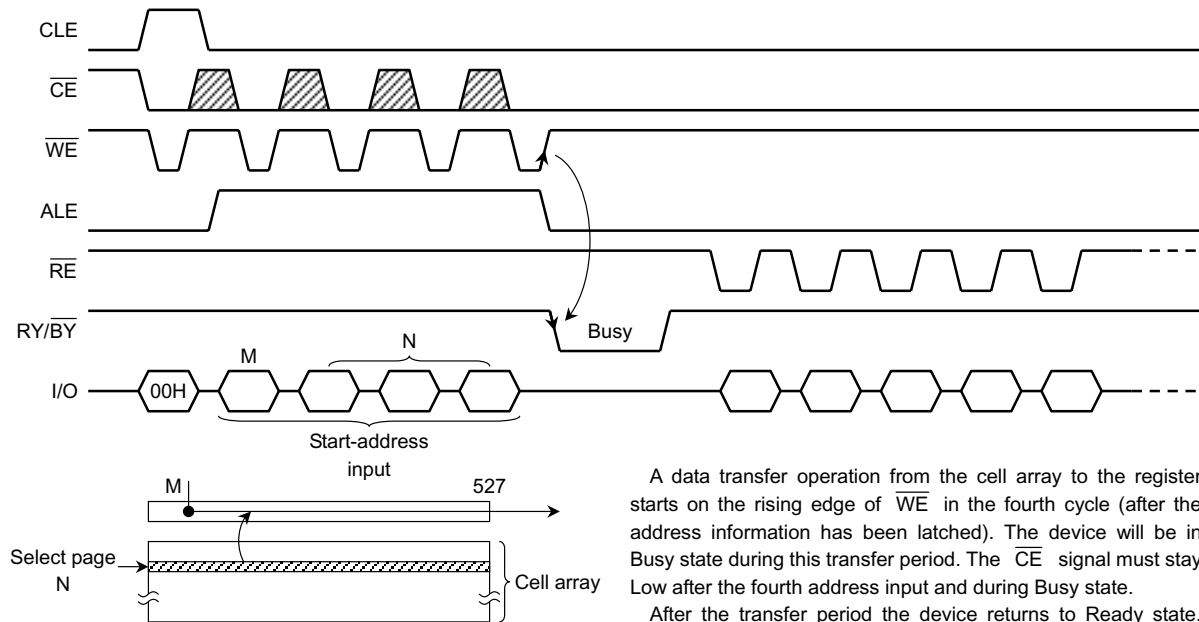 CLE
CE
WE
ALE
RE
RY/BY
Busy
M
N
I/O
00H
Start-address
input
M
527
Select page
N
Cell array
A data transfer operation from the cell array to the register
starts on the rising edge of WE in the fourth cycle (after the
address information has been latched). The device will be in
Busy state during this transfer period. The CE signal must stay
Low after the fourth address input and during Busy state.
After the transfer period the device returns to Ready state.